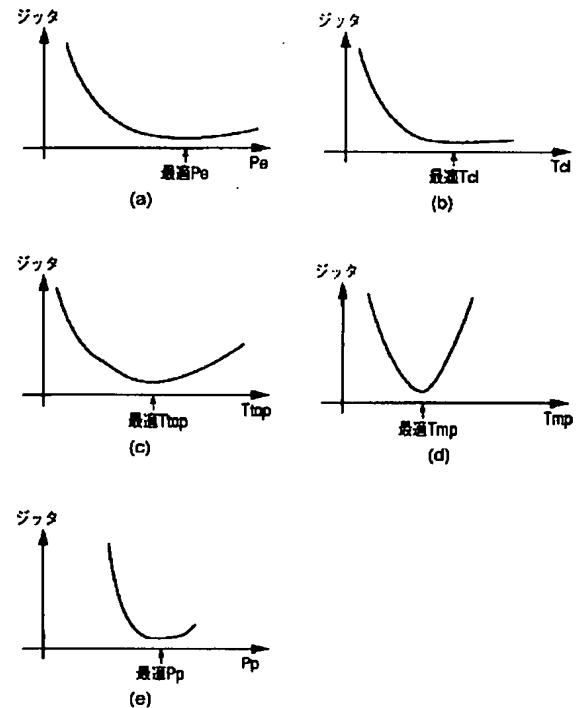 ジッタ
最適Pe
Pe
(a)
ジッタ
最適Tcl
Tcl
(b)
ジッタ
最適Ttop
Ttop
(c)
ジッタ
最適Tmp
Tmp
(d)
ジッタ
最適Pp
Pp
(e)